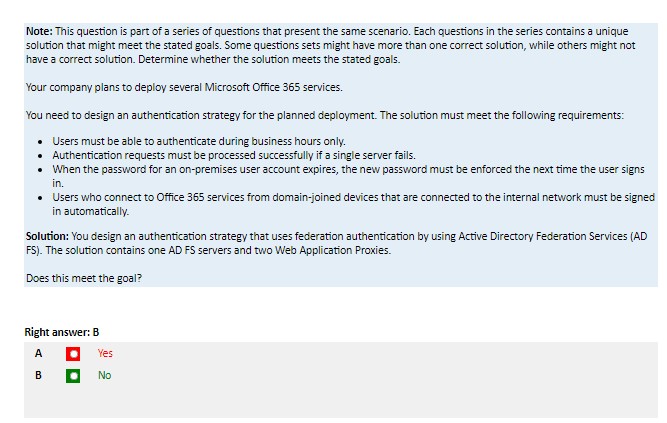 Note: This question is part of a series of questions that present the same scenario. Each questions in the series contains a unique
solution that might meet the stated goals. Some questions sets might have more than one correct solution, while others might not
have a correct solution. Determine whether the solution meets the stated goals.
Your company plans to deploy several Microsoft Office 365 services.
You need to design an authentication strategy for the planned deployment. The solution must meet the following requirements:
• Users must be able to authenticate during business hours only.
• Authentication requests must be processed successfully if a single server fails.
• When the password for an on-premises user account expires, the new password must be enforced the next time the user signs
in.
• Users who connect to Office 365 services from domain-joined devices that are connected to the internal network must be signed
in automatically.
Solution: You design an authentication strategy that uses federation authentication by using Active Directory Federation Services (AD
FS). The solution contains one AD FS servers and two Web Application Proxies.
Does this meet the goal?
Right answer: B
A Yes
B No